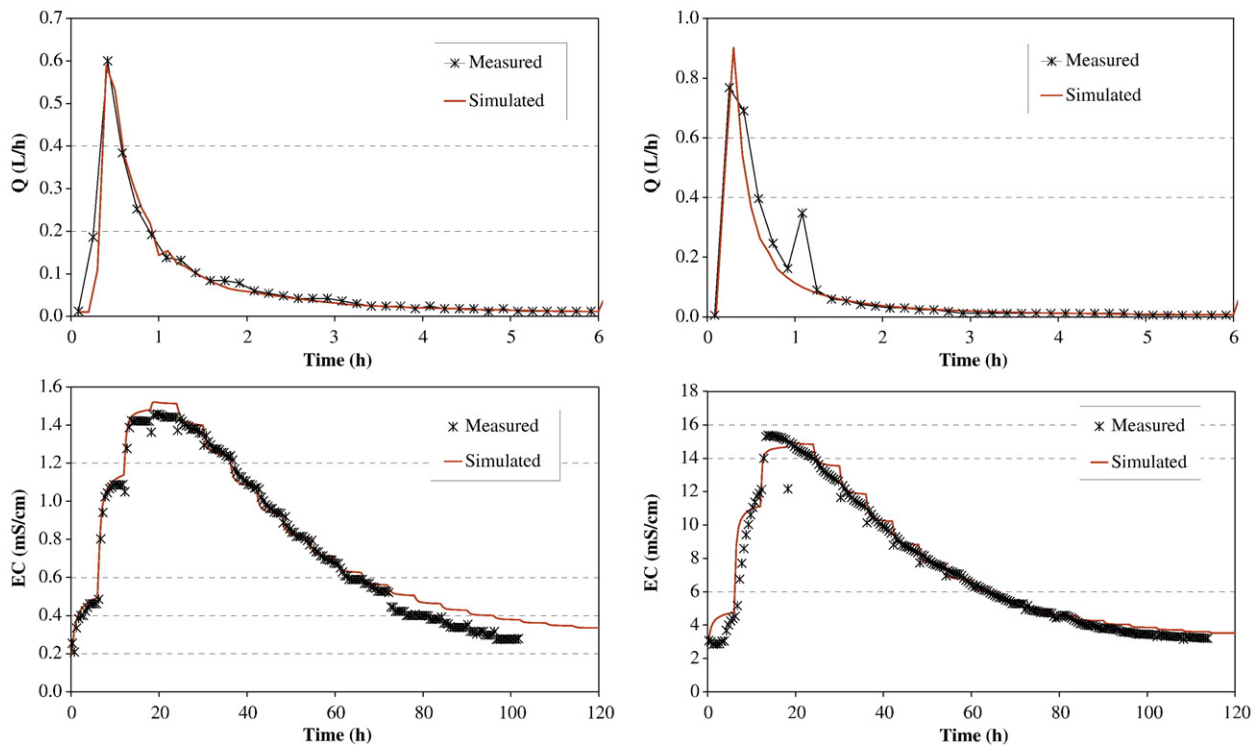 0.7
0.6
0.5
0.4
0.3
0.2
0.1
0.0
Q (L/h)
0 1 2 3 4 5 6
Time (h)
Measured
Simulated
1.0
0.8
0.6
0.4
0.2
0.0
Q (L/h)
0 1 2 3 4 5 6
Time (h)
Measured
Simulated
1.6
1.4
1.2
1.0
0.8
0.6
0.4
0.2
0.0
EC (mS/cm)
0 20 40 60 80 100 120
Time (h)
Measured
Simulated
18
16
14
12
10
8
6
4
2
0
EC (mS/cm)
0 20 40 60 80 100 120
Time (h)
Measured
Simulated